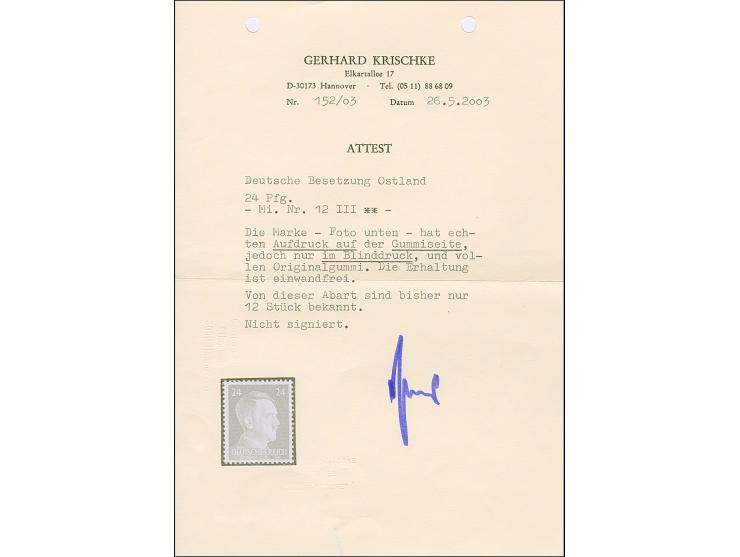 GERHARD KRISCHKE
Elkartallee 17
D-30173 Hannover · Tel. (05 11) 88 68 09
Nr. 152/03 Datum 26.5.2003
ATTEST
Deutsche Besetzung Ostland
24 Pfg.
- Mi. Nr. 12 III ** -
Die Marke - Foto unten - hat ech-
ten Aufdruck auf der Gummiseite,
jedoch nur im Blinddruck, und vol-
len Originalgummi. Die Erhaltung
ist einwandfrei.
Von dieser Abart sind bisher nur
12 Stück bekannt.
Nicht signiert.
24 24
DEUTSCHES REICH